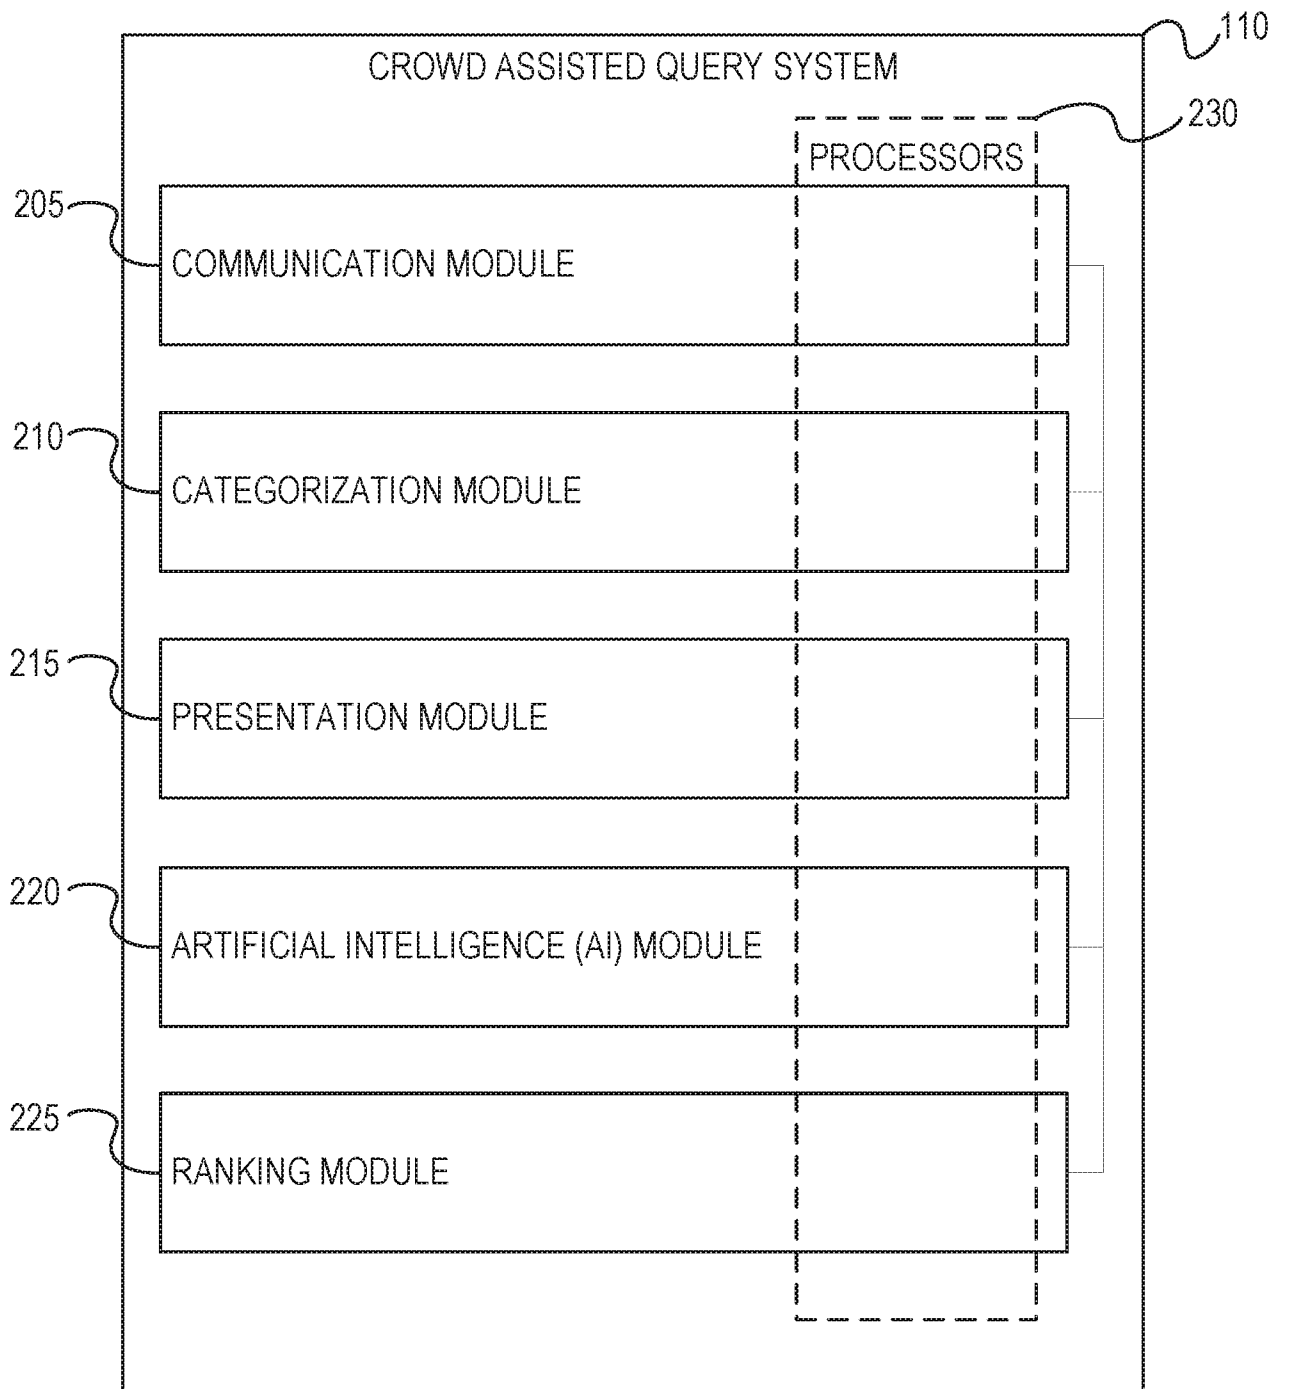 110
CROWD ASSISTED QUERY SYSTEM
230
PROCESSORS
205
COMMUNICATION MODULE
210
CATEGORIZATION MODULE
215
PRESENTATION MODULE
220
ARTIFICIAL INTELLIGENCE (AI) MODULE
225
RANKING MODULE